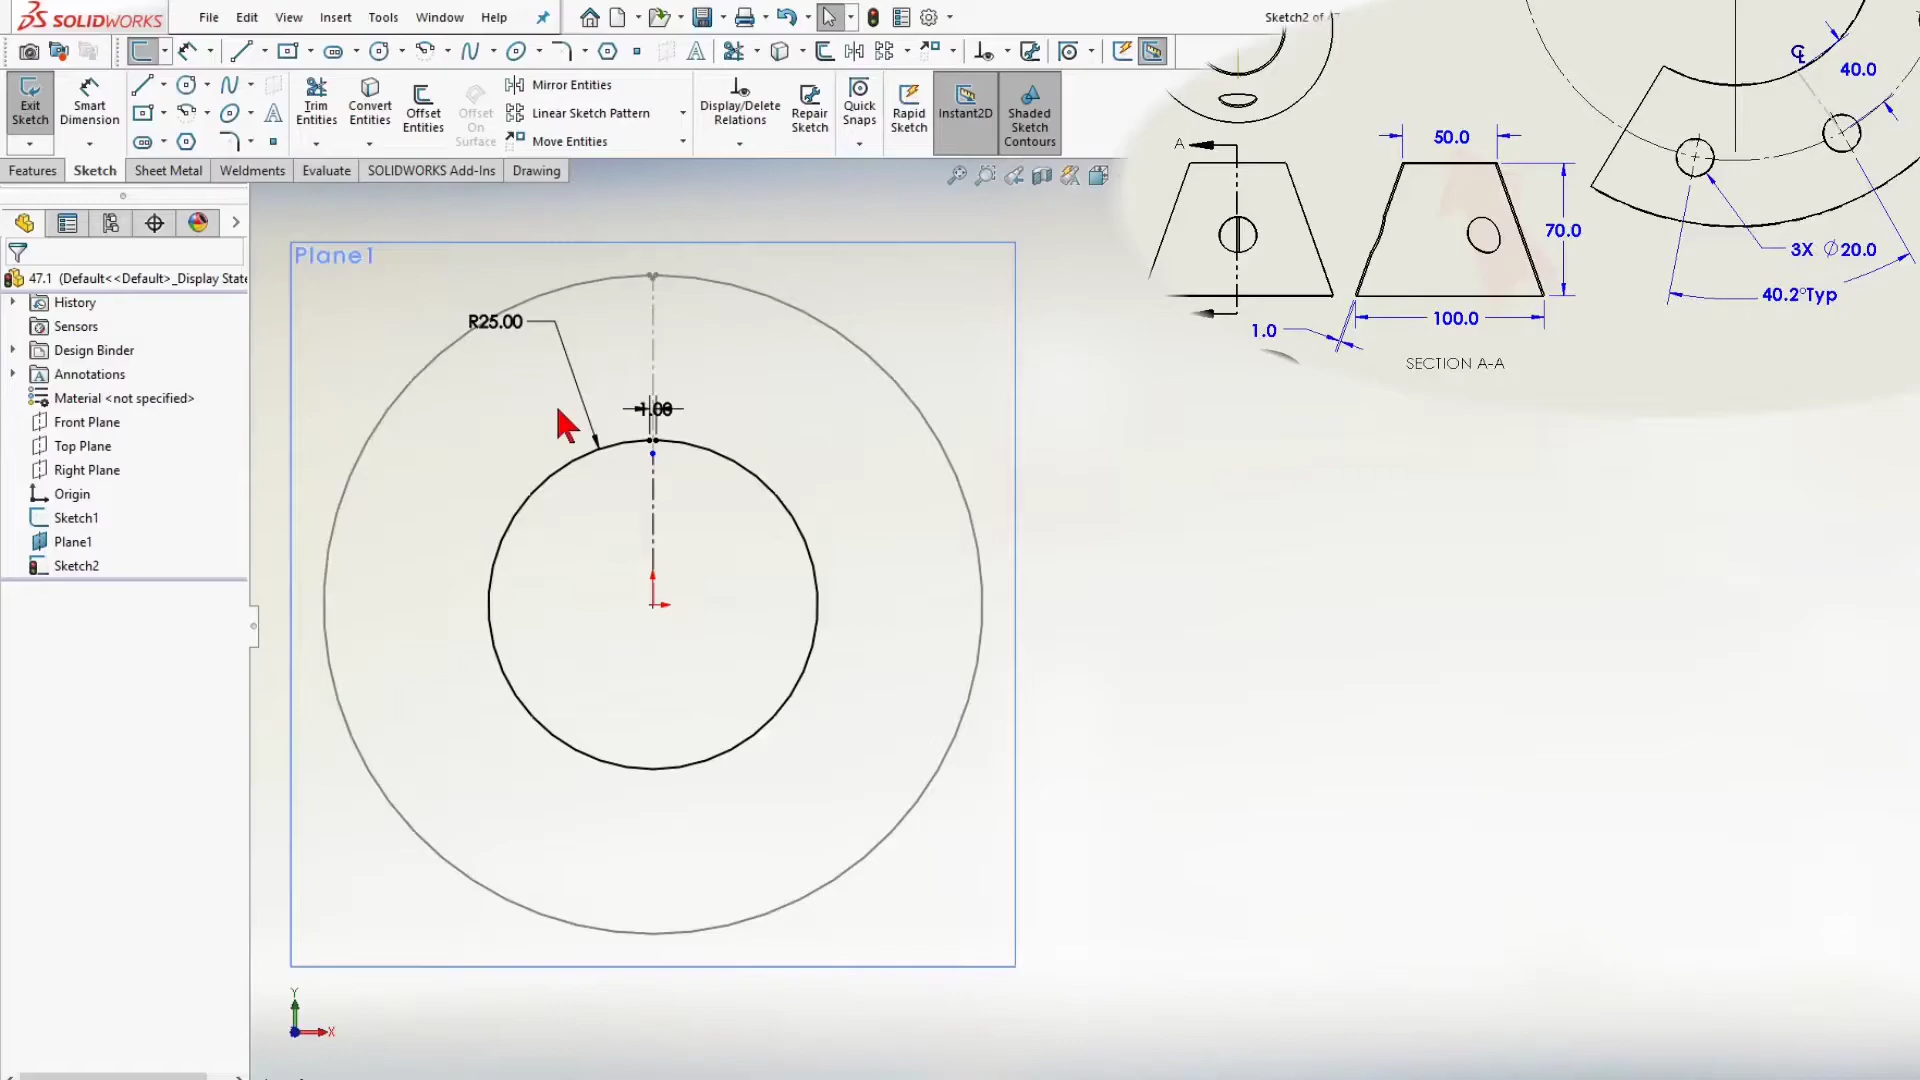 SOLIDWORKS File Edit View Insert Tools Window Help Sketch2 of 47
Exit Sketch
Smart Dimension
Trim Entities
Convert Entities
Offset Entities
Offset On Surface
Mirror Entities
Linear Sketch Pattern
Move Entities
Display/Delete Relations
Repair Sketch
Quick Snaps
Rapid Sketch
Instant2D
Shaded Sketch Contours
Features Sketch Sheet Metal Weldments Evaluate SOLIDWORKS Add-Ins Drawing
47.1 (Default<<Default>_Display State
History
Sensors
Design Binder
Annotations
Material <not specified>
Front Plane
Top Plane
Right Plane
Origin
Sketch1
Plane1
Sketch2
Plane1
R25.00
1.00
Y
X
A
50.0
70.0
100.0
1.0
SECTION A-A
℄
40.0
3X Ø20.0
40.2°Typ